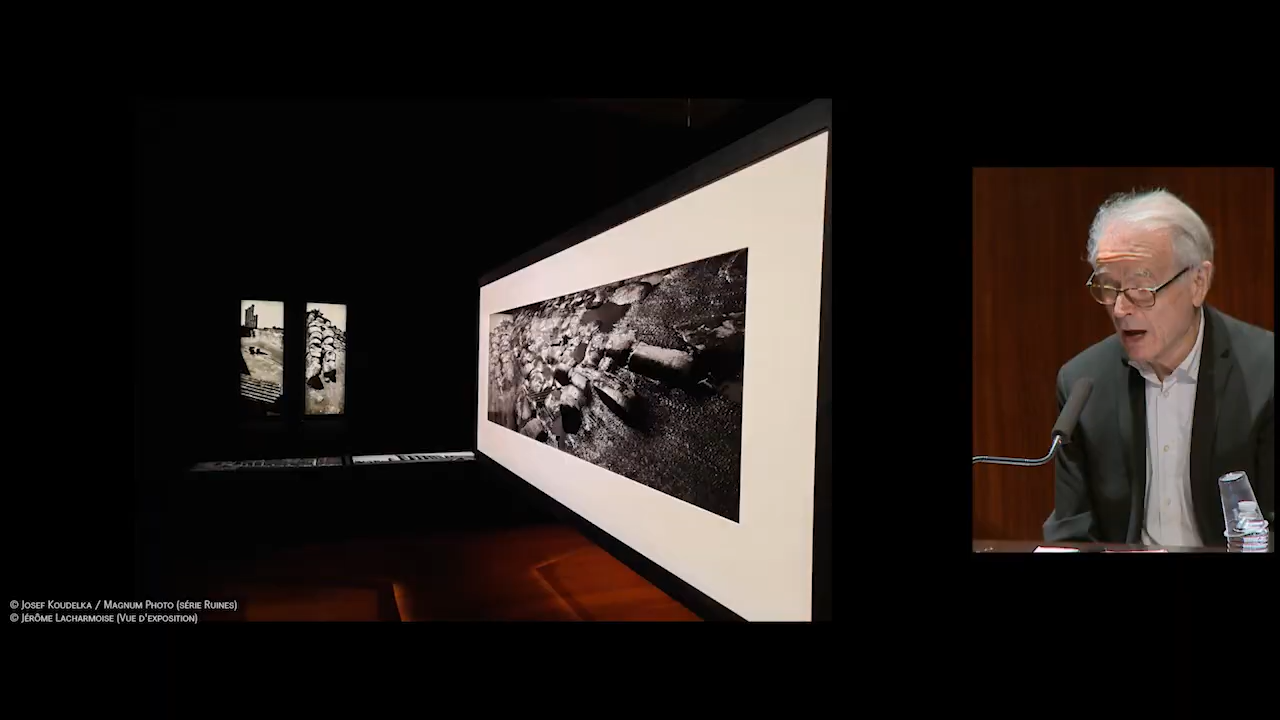 © Josef Koudelka / Magnum Photo (série Ruines)
© Jérôme Lacharmoise (Vue d'exposition)